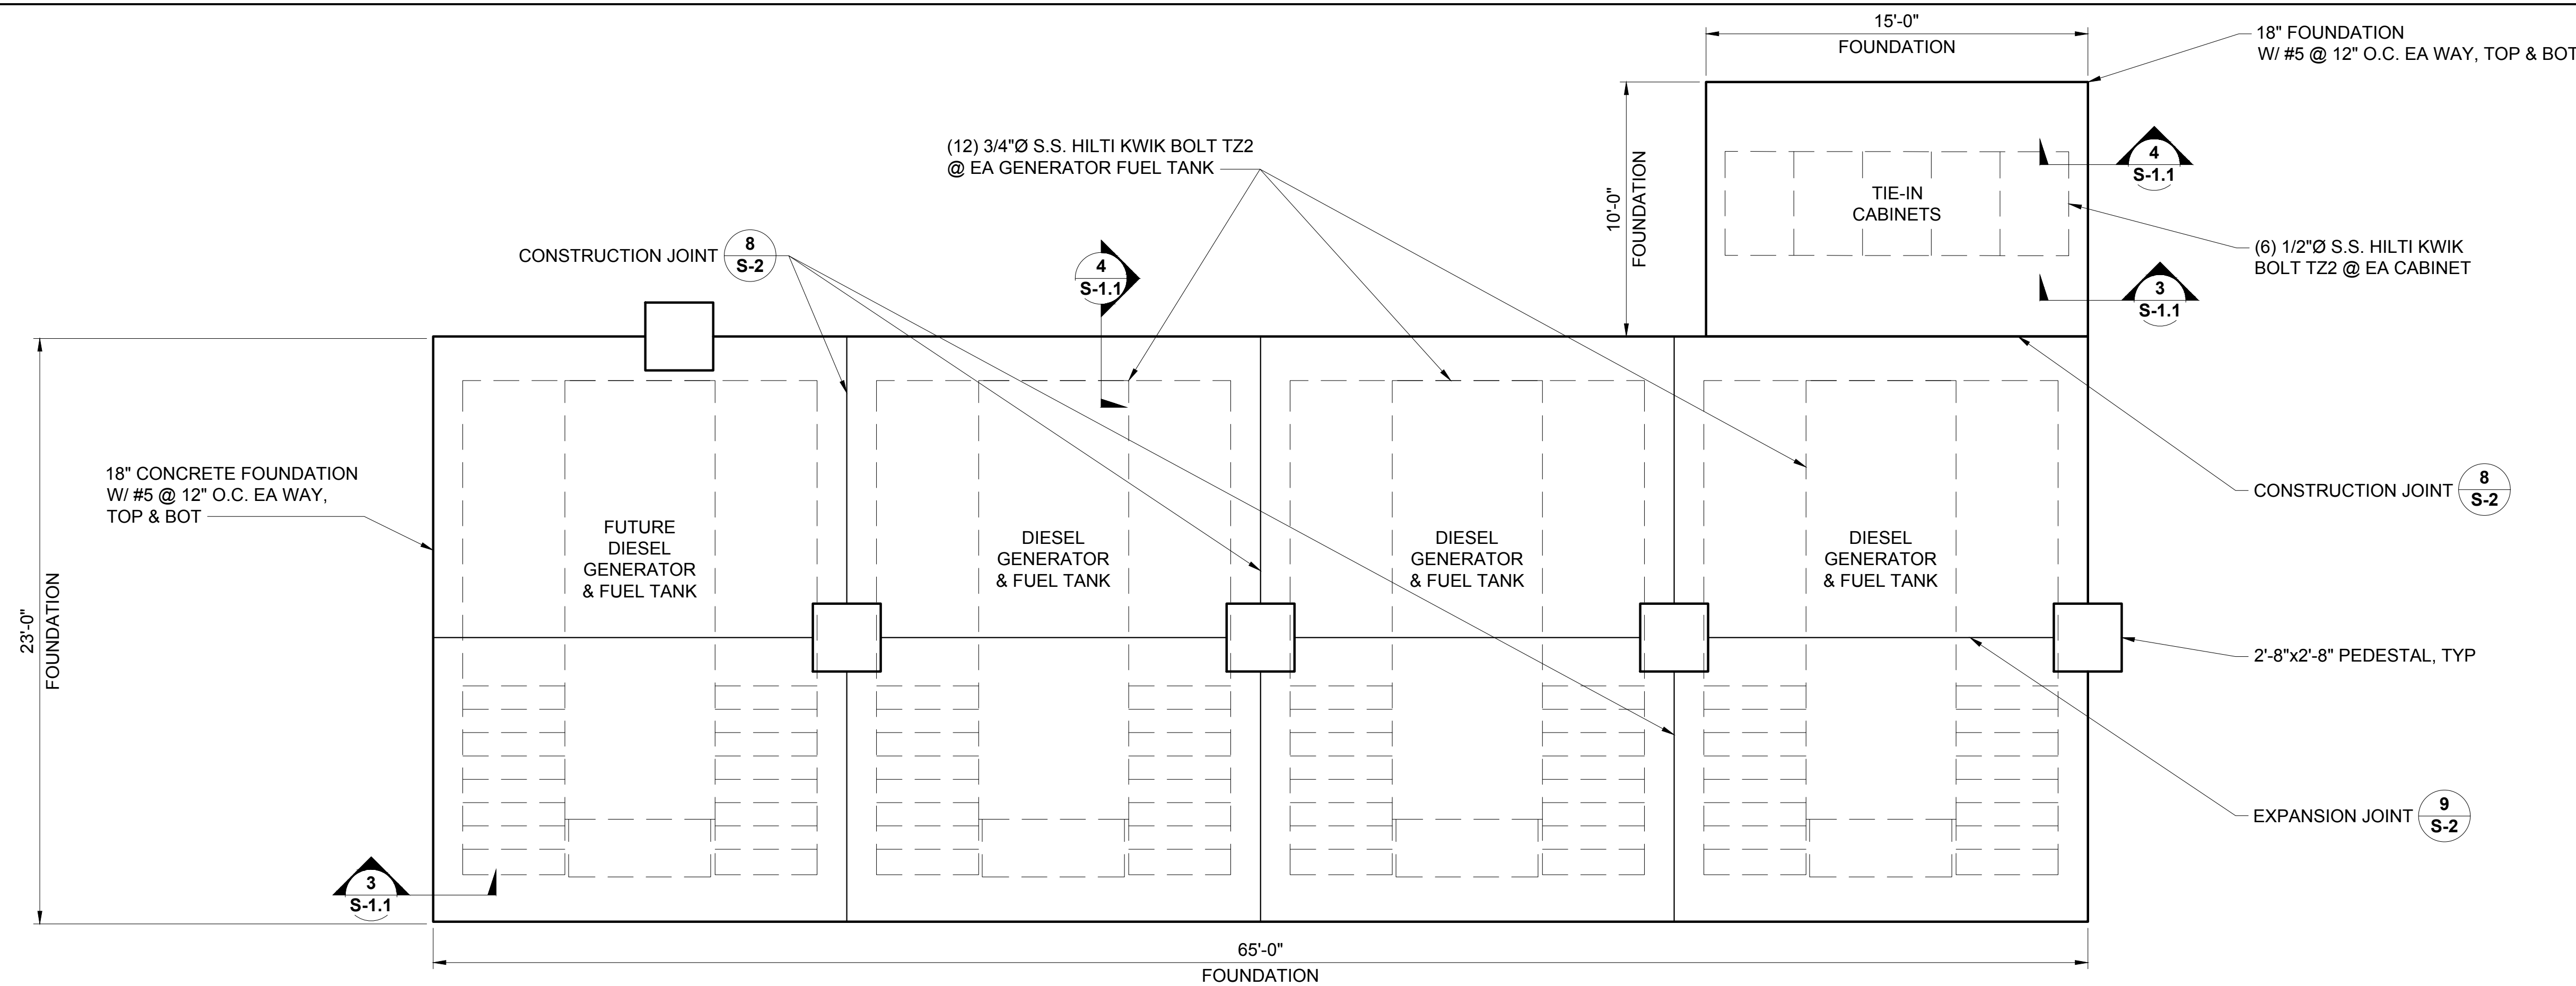 15'-0"
FOUNDATION
18" FOUNDATION
W/ #5 @ 12" O.C. EA WAY, TOP & BOT
(12) 3/4"Ø S.S. HILTI KWIK BOLT TZ2
@ EA GENERATOR FUEL TANK
10'-0"
FOUNDATION
TIE-IN
CABINETS
4
S-1.1
(6) 1/2"Ø S.S. HILTI KWIK
BOLT TZ2 @ EA CABINET
3
S-1.1
CONSTRUCTION JOINT
8
S-2
4
S-1.1
18" CONCRETE FOUNDATION
W/ #5 @ 12" O.C. EA WAY,
TOP & BOT
23'-0"
FOUNDATION
FUTURE
DIESEL
GENERATOR
& FUEL TANK
DIESEL
GENERATOR
& FUEL TANK
DIESEL
GENERATOR
& FUEL TANK
DIESEL
GENERATOR
& FUEL TANK
CONSTRUCTION JOINT
8
S-2
2'-8"x2'-8" PEDESTAL, TYP
EXPANSION JOINT
9
S-2
3
S-1.1
65'-0"
FOUNDATION